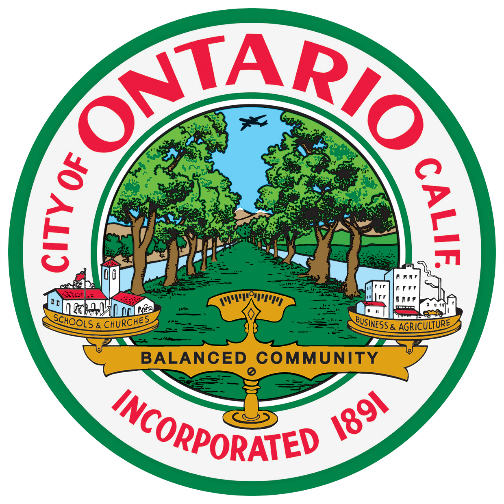 CITY OF ONTARIO CALIF.
SCHOOLS & CHURCHES
BUSINESS & AGRICULTURE
BALANCED COMMUNITY
INCORPORATED 1891